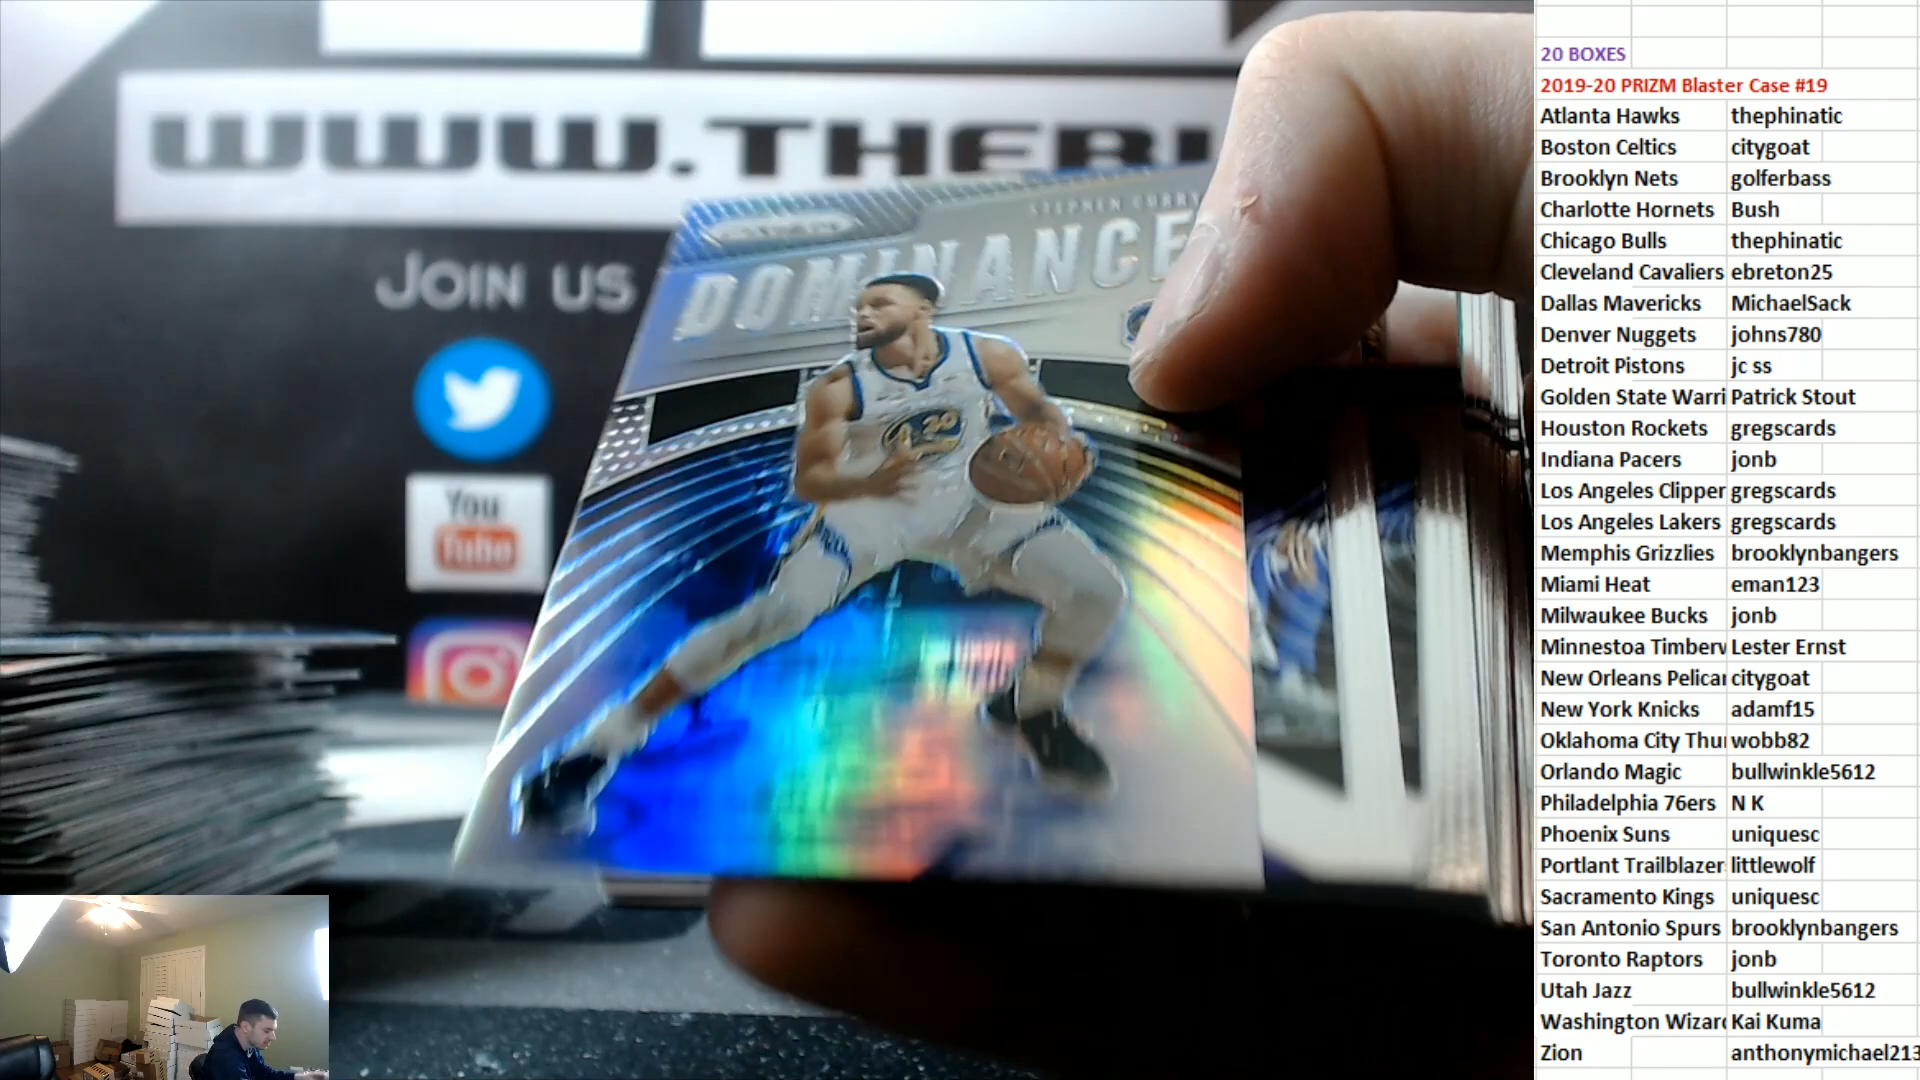 WWW.THERI
STEPHEN CURRY
PRIZM
DOMINANCE
JOIN US
You
Tube
20 BOXES
2019-20 PRIZM Blaster Case #19
Atlanta Hawks thephinatic
Boston Celtics citygoat
Brooklyn Nets golferbass
Charlotte Hornets Bush
Chicago Bulls thephinatic
Cleveland Cavaliers ebreton25
Dallas Mavericks MichaelSack
Denver Nuggets johns780
Detroit Pistons jc ss
Golden State Warri Patrick Stout
Houston Rockets gregscards
Indiana Pacers jonb
Los Angeles Clipper gregscards
Los Angeles Lakers gregscards
Memphis Grizzlies brooklynbangers
Miami Heat eman123
Milwaukee Bucks jonb
Minnestoa Timberv Lester Ernst
New Orleans Pelicar citygoat
New York Knicks adamf15
Oklahoma City Thu wobb82
Orlando Magic bullwinkle5612
Philadelphia 76ers N K
Phoenix Suns uniquesc
Portlant Trailblazer littlewolf
Sacramento Kings uniquesc
San Antonio Spurs brooklynbangers
Toronto Raptors jonb
Utah Jazz bullwinkle5612
Washington Wizar Kai Kuma
Zion anthonymichael213